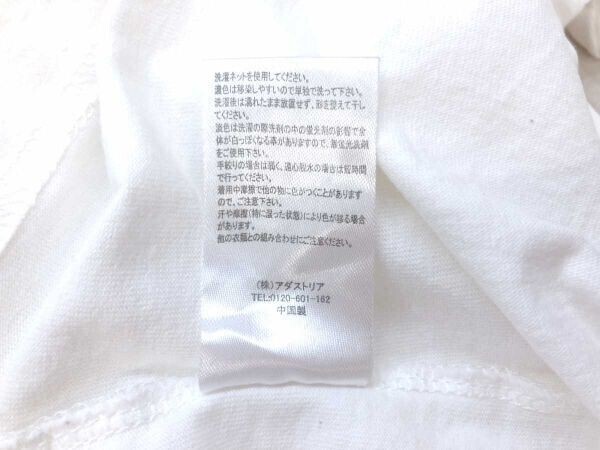 洗濯ネットを使用してください。
濃色は移染しやすいので単独で洗って下さい。
洗濯後は濡れたまま放置せず、形を整えて干し
てください。
淡色は洗濯の際洗剤の中の蛍光剤の影響で全
体が白っぽくなる事がありますので、無蛍光洗剤
をご使用下さい。
手絞りの場合は弱く、遠心脱水の場合は短時間
で行ってください。
着用中摩擦で他の物に色がつくことがあります
ので、ご注意下さい。
汗や摩擦(特に湿った状態)により色が移る場合
があります。
他の衣類との組み合わせにご注意ください。
(株)アダストリア
TEL:0120-601-162
中国製